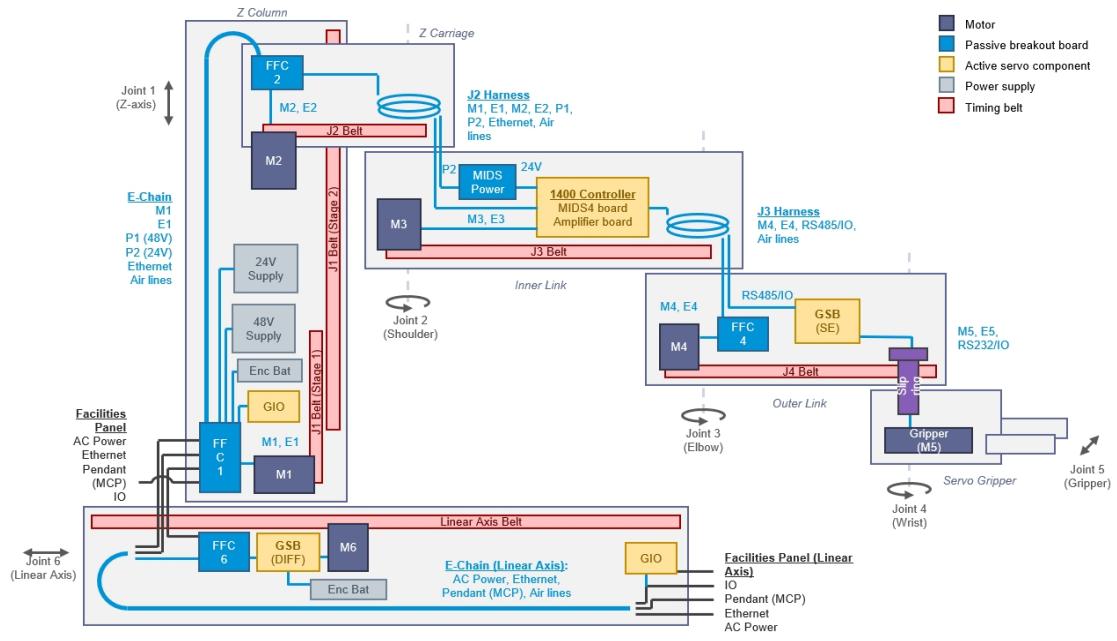 Z Column
Z Carriage
Motor
Passive breakout board
Active servo component
Power supply
Timing belt
Joint 1
(Z-axis)
FFC
2
M2, E2
J2 Belt
M2
J2 Harness
M1, E1, M2, E2, P1,
P2, Ethernet, Air
lines
E-Chain
M1
E1
P1 (48V)
P2 (24V)
Ethernet
Air lines
J1 Belt (Stage 2)
P2
MIDS
Power
24V
1400 Controller
MIDS4 board
Amplifier board
M3
M3, E3
J3 Belt
J3 Harness
M4, E4, RS485/IO,
Air lines
Inner Link
Joint 2
(Shoulder)
24V
Supply
48V
Supply
Enc Bat
GIO
J1 Belt (Stage 1)
M4, E4
RS485/IO
FFC
4
GSB
(SE)
M4
J4 Belt
M5, E5,
RS232/IO
Slip
ring
Outer Link
Joint 3
(Elbow)
Gripper
(M5)
Servo Gripper
Joint 4
(Wrist)
Joint 5
(Gripper)
Facilities
Panel
AC Power
Ethernet
Pendant
(MCP)
IO
FF
C 1
M1, E1
M1
Linear Axis Belt
Joint 6
(Linear Axis)
FFC
6
GSB
(DIFF)
M6
Enc Bat
E-Chain (Linear Axis):
AC Power, Ethernet,
Pendant (MCP), Air lines
GIO
Facilities Panel (Linear
Axis)
IO
Pendant (MCP)
Ethernet
AC Power